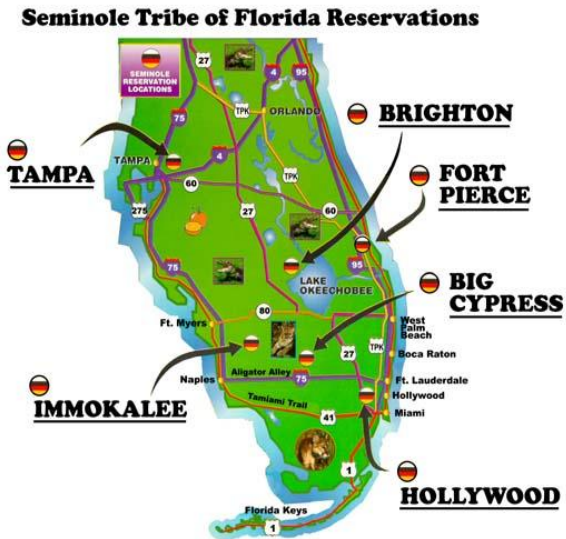 Seminole Tribe of Florida Reservations
SEMINOLE
RESERVATION
LOCATIONS
27
4
95
75
TPK
ORLANDO
BRIGHTON
TAMPA
TAMPA
4
FORT
PIERCE
60
TPK
275
27
60
75
95
LAKE
OKEECHOBEE
BIG
CYPRESS
80
Ft. Myers
West
Palm
Beach
27
TPK
Boca Raton
Aligator Alley
75
Naples
Ft. Lauderdale
Hollywood
IMMOKALEE
Tamiami Trail
41
Miami
1
HOLLYWOOD
Florida Keys
1